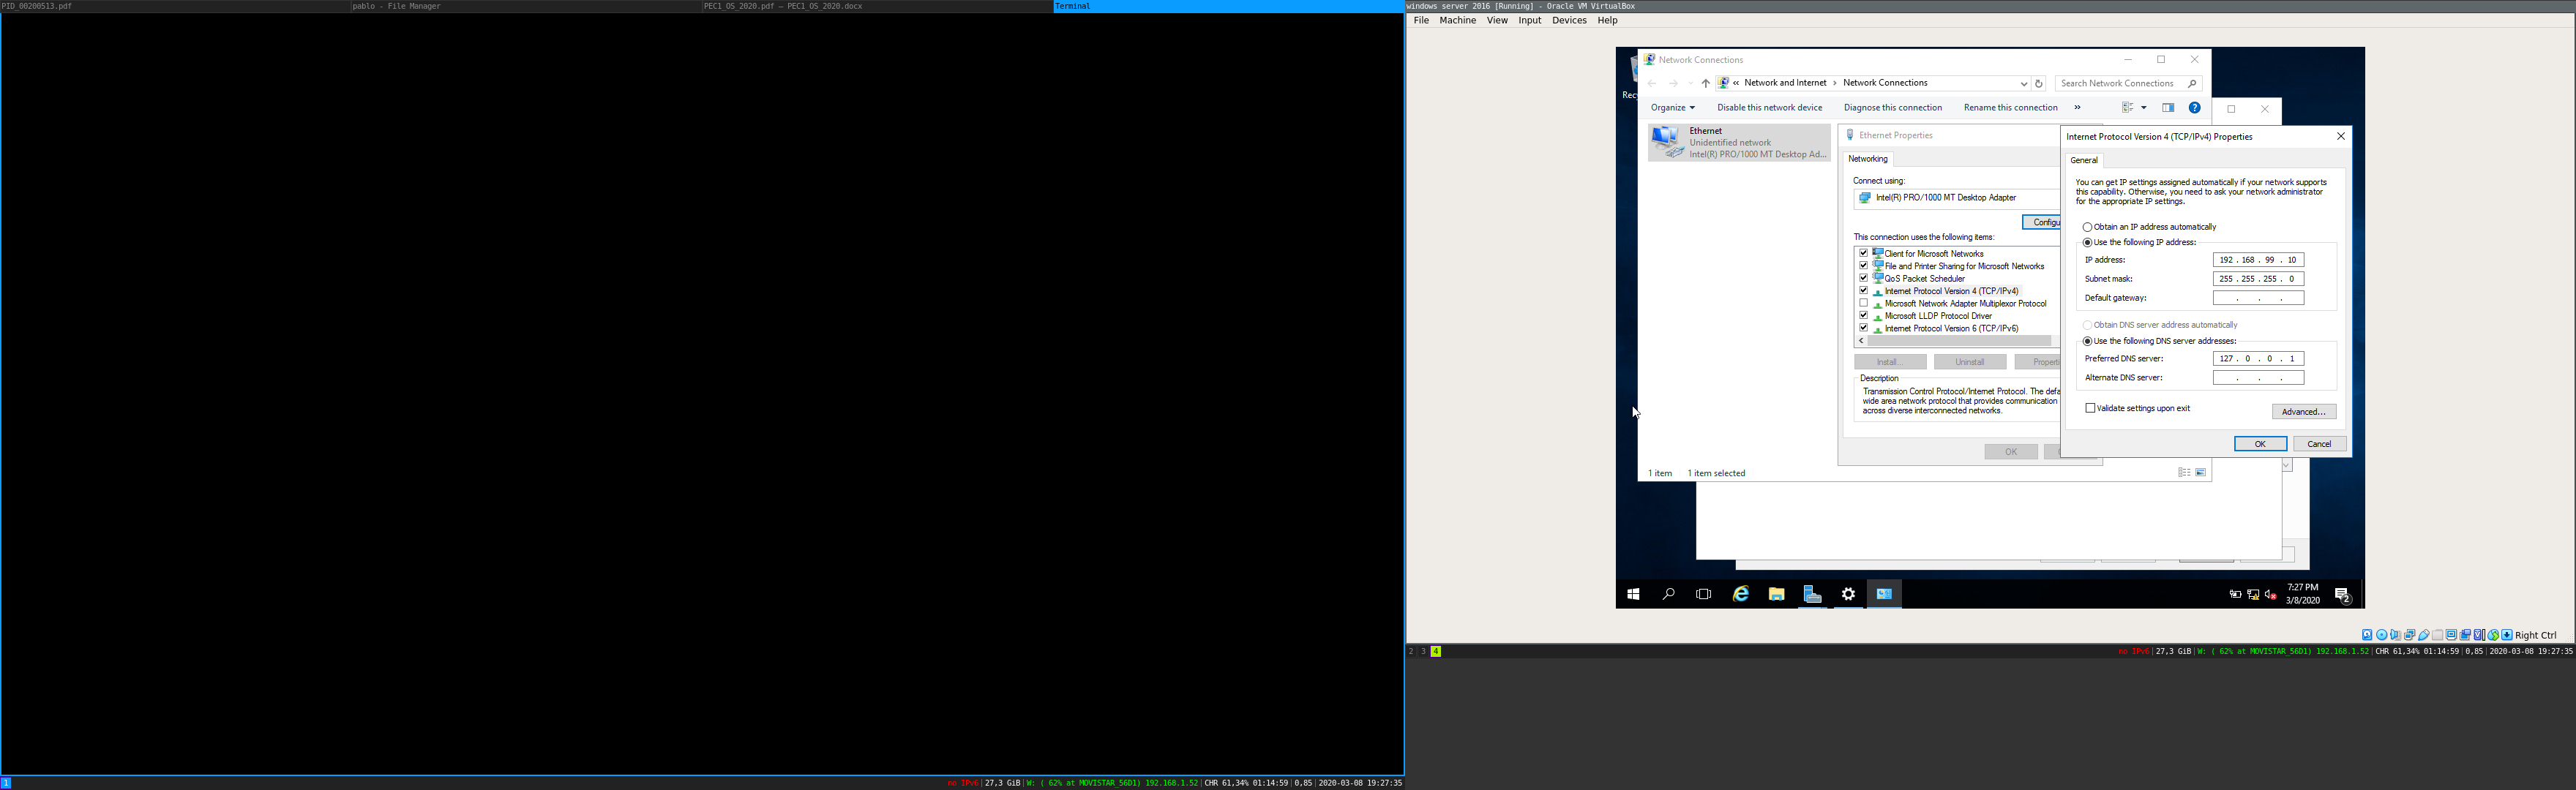 PID_00200513.pdf
pablo - File Manager
PEC1_OS_2020.pdf — PEC1_OS_2020.docx
Terminal
1
no IPv6|27,3 GiB|W: ( 62% at MOVISTAR_56D1) 192.168.1.52|CHR 61,34% 01:14:59|0,85|2020-03-08 19:27:35
windows server 2016 [Running] - Oracle VM VirtualBox
File Machine View Input Devices Help
Network Connections
« Network and Internet › Network Connections
Search Network Connections
Organize
Disable this network device
Diagnose this connection
Rename this connection
»
Ethernet
Unidentified network
Intel(R) PRO/1000 MT Desktop Ad...
1 item
1 item selected
Ethernet Properties
Networking
Connect using:
Intel(R) PRO/1000 MT Desktop Adapter
Configu
This connection uses the following items:
Client for Microsoft Networks
File and Printer Sharing for Microsoft Networks
QoS Packet Scheduler
Internet Protocol Version 4 (TCP/IPv4)
Microsoft Network Adapter Multiplexor Protocol
Microsoft LLDP Protocol Driver
Internet Protocol Version 6 (TCP/IPv6)
Install...
Uninstall
Properti
Description
Transmission Control Protocol/Internet Protocol. The defa
wide area network protocol that provides communication
across diverse interconnected networks.
OK
Internet Protocol Version 4 (TCP/IPv4) Properties
General
You can get IP settings assigned automatically if your network supports
this capability. Otherwise, you need to ask your network administrator
for the appropriate IP settings.
Obtain an IP address automatically
Use the following IP address:
IP address: 192 . 168 . 99 . 10
Subnet mask: 255 . 255 . 255 . 0
Default gateway: . . .
Obtain DNS server address automatically
Use the following DNS server addresses:
Preferred DNS server: 127 . 0 . 0 . 1
Alternate DNS server: . . .
Validate settings upon exit
Advanced...
OK
Cancel
7:27 PM
3/8/2020
2
Right Ctrl
2 3 4
no IPv6|27,3 GiB|W: ( 62% at MOVISTAR_56D1) 192.168.1.52|CHR 61,34% 01:14:59|0,85|2020-03-08 19:27:35